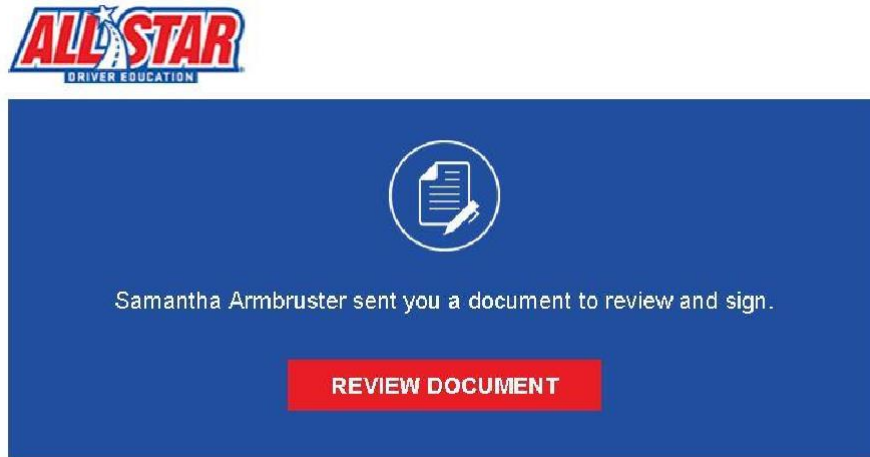 ALL STAR
DRIVER EDUCATION
Samantha Armbruster sent you a document to review and sign.
REVIEW DOCUMENT